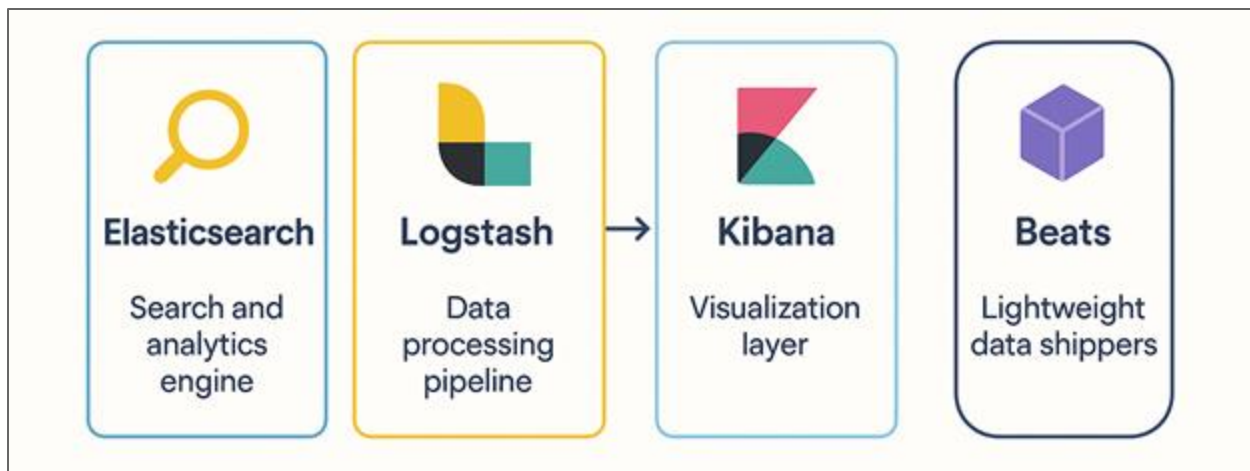 Elasticsearch
Search and
analytics
engine
Logstash
Data
processing
pipeline
Kibana
Visualization
layer
Beats
Lightweight
data shippers